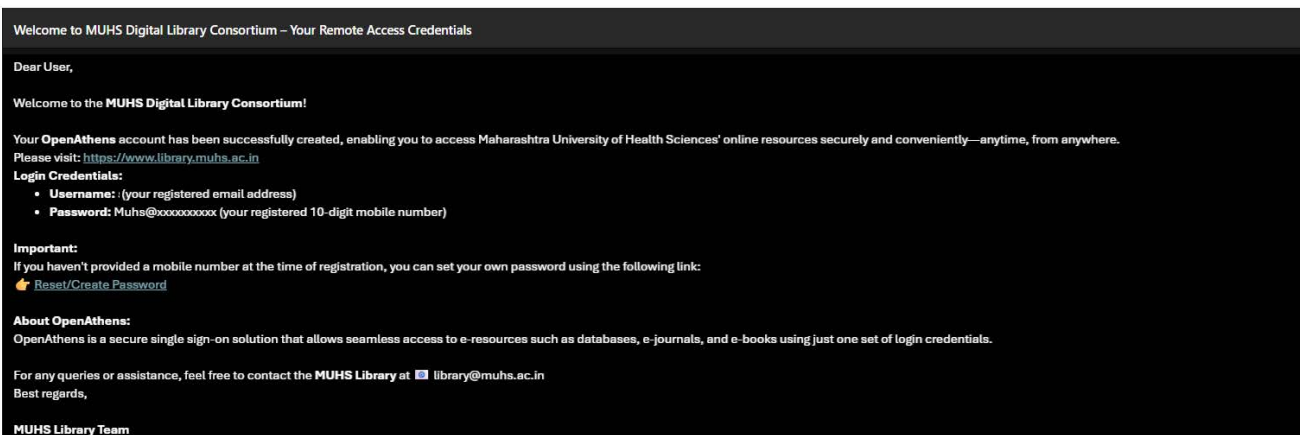 Welcome to MUHS Digital Library Consortium – Your Remote Access Credentials
Dear User,
Welcome to the MUHS Digital Library Consortium!
Your OpenAthens account has been successfully created, enabling you to access Maharashtra University of Health Sciences' online resources securely and conveniently—anytime, from anywhere.
Please visit: https://www.library.muhs.ac.in
Login Credentials:
• Username: (your registered email address)
• Password: Muhs@xxxxxxxxxx (your registered 10-digit mobile number)
Important:
If you haven't provided a mobile number at the time of registration, you can set your own password using the following link:
👉 Reset/Create Password
About OpenAthens:
OpenAthens is a secure single sign-on solution that allows seamless access to e-resources such as databases, e-journals, and e-books using just one set of login credentials.
For any queries or assistance, feel free to contact the MUHS Library at 📧 library@muhs.ac.in
Best regards,
MUHS Library Team